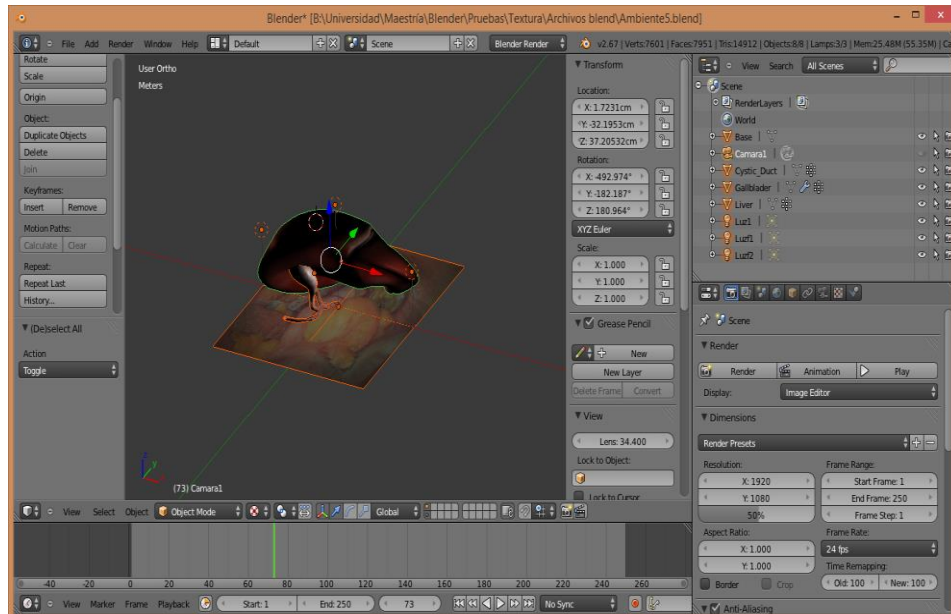 Blender* [B:\Universidad\Maestría\Blender\Pruebas\Textura\Archivos blend\Ambiente5.blend]
File Add Render Window Help Default Scene Blender Render v2.67 | Verts:7601 | Faces:7951 | Tris:14912 | Objects:8/8 | Lamps:3/3 | Mem:25.48M (55.35M) | Ca
Rotate
Scale
Origin
Object:
Duplicate Objects
Delete
Join
Keyframes:
Insert Remove
Motion Paths:
Calculate Clear
Repeat:
Repeat Last
History...
(De)select All
Action
Toggle
User Ortho
Meters
(73) Camara1
Transform
Location:
X: 1.7231cm
Y: -32.1953cm
Z: 37.20532cm
Rotation:
X: -492.974°
Y: -182.187°
Z: 180.964°
XYZ Euler
Scale:
X: 1.000
Y: 1.000
Z: 1.000
Grease Pencil
New
New Layer
Delete Frame Convert
View
Lens: 34.400
Lock to Object:
Lock to Cursor
View Search All Scenes
Scene
RenderLayers
World
Base
Camara1
Cystic_Duct
Gallblader
Liver
Luz1
Luzf1
Luzf2
Scene
Render
Render Animation Play
Display: Image Editor
Dimensions
Render Presets
Resolution: Frame Range:
X: 1920 Start Frame: 1
Y: 1080 End Frame: 250
50% Frame Step: 1
Aspect Ratio: Frame Rate:
X: 1.000 24 fps
Y: 1.000 Time Remapping:
Border Crop Old: 100 New: 100
Anti-Aliasing
View Select Object Object Mode Global
-40 -20 0 20 40 60 80 100 120 140 160 180 200 220 240 260
View Marker Frame Playback Start: 1 End: 250 73 No Sync